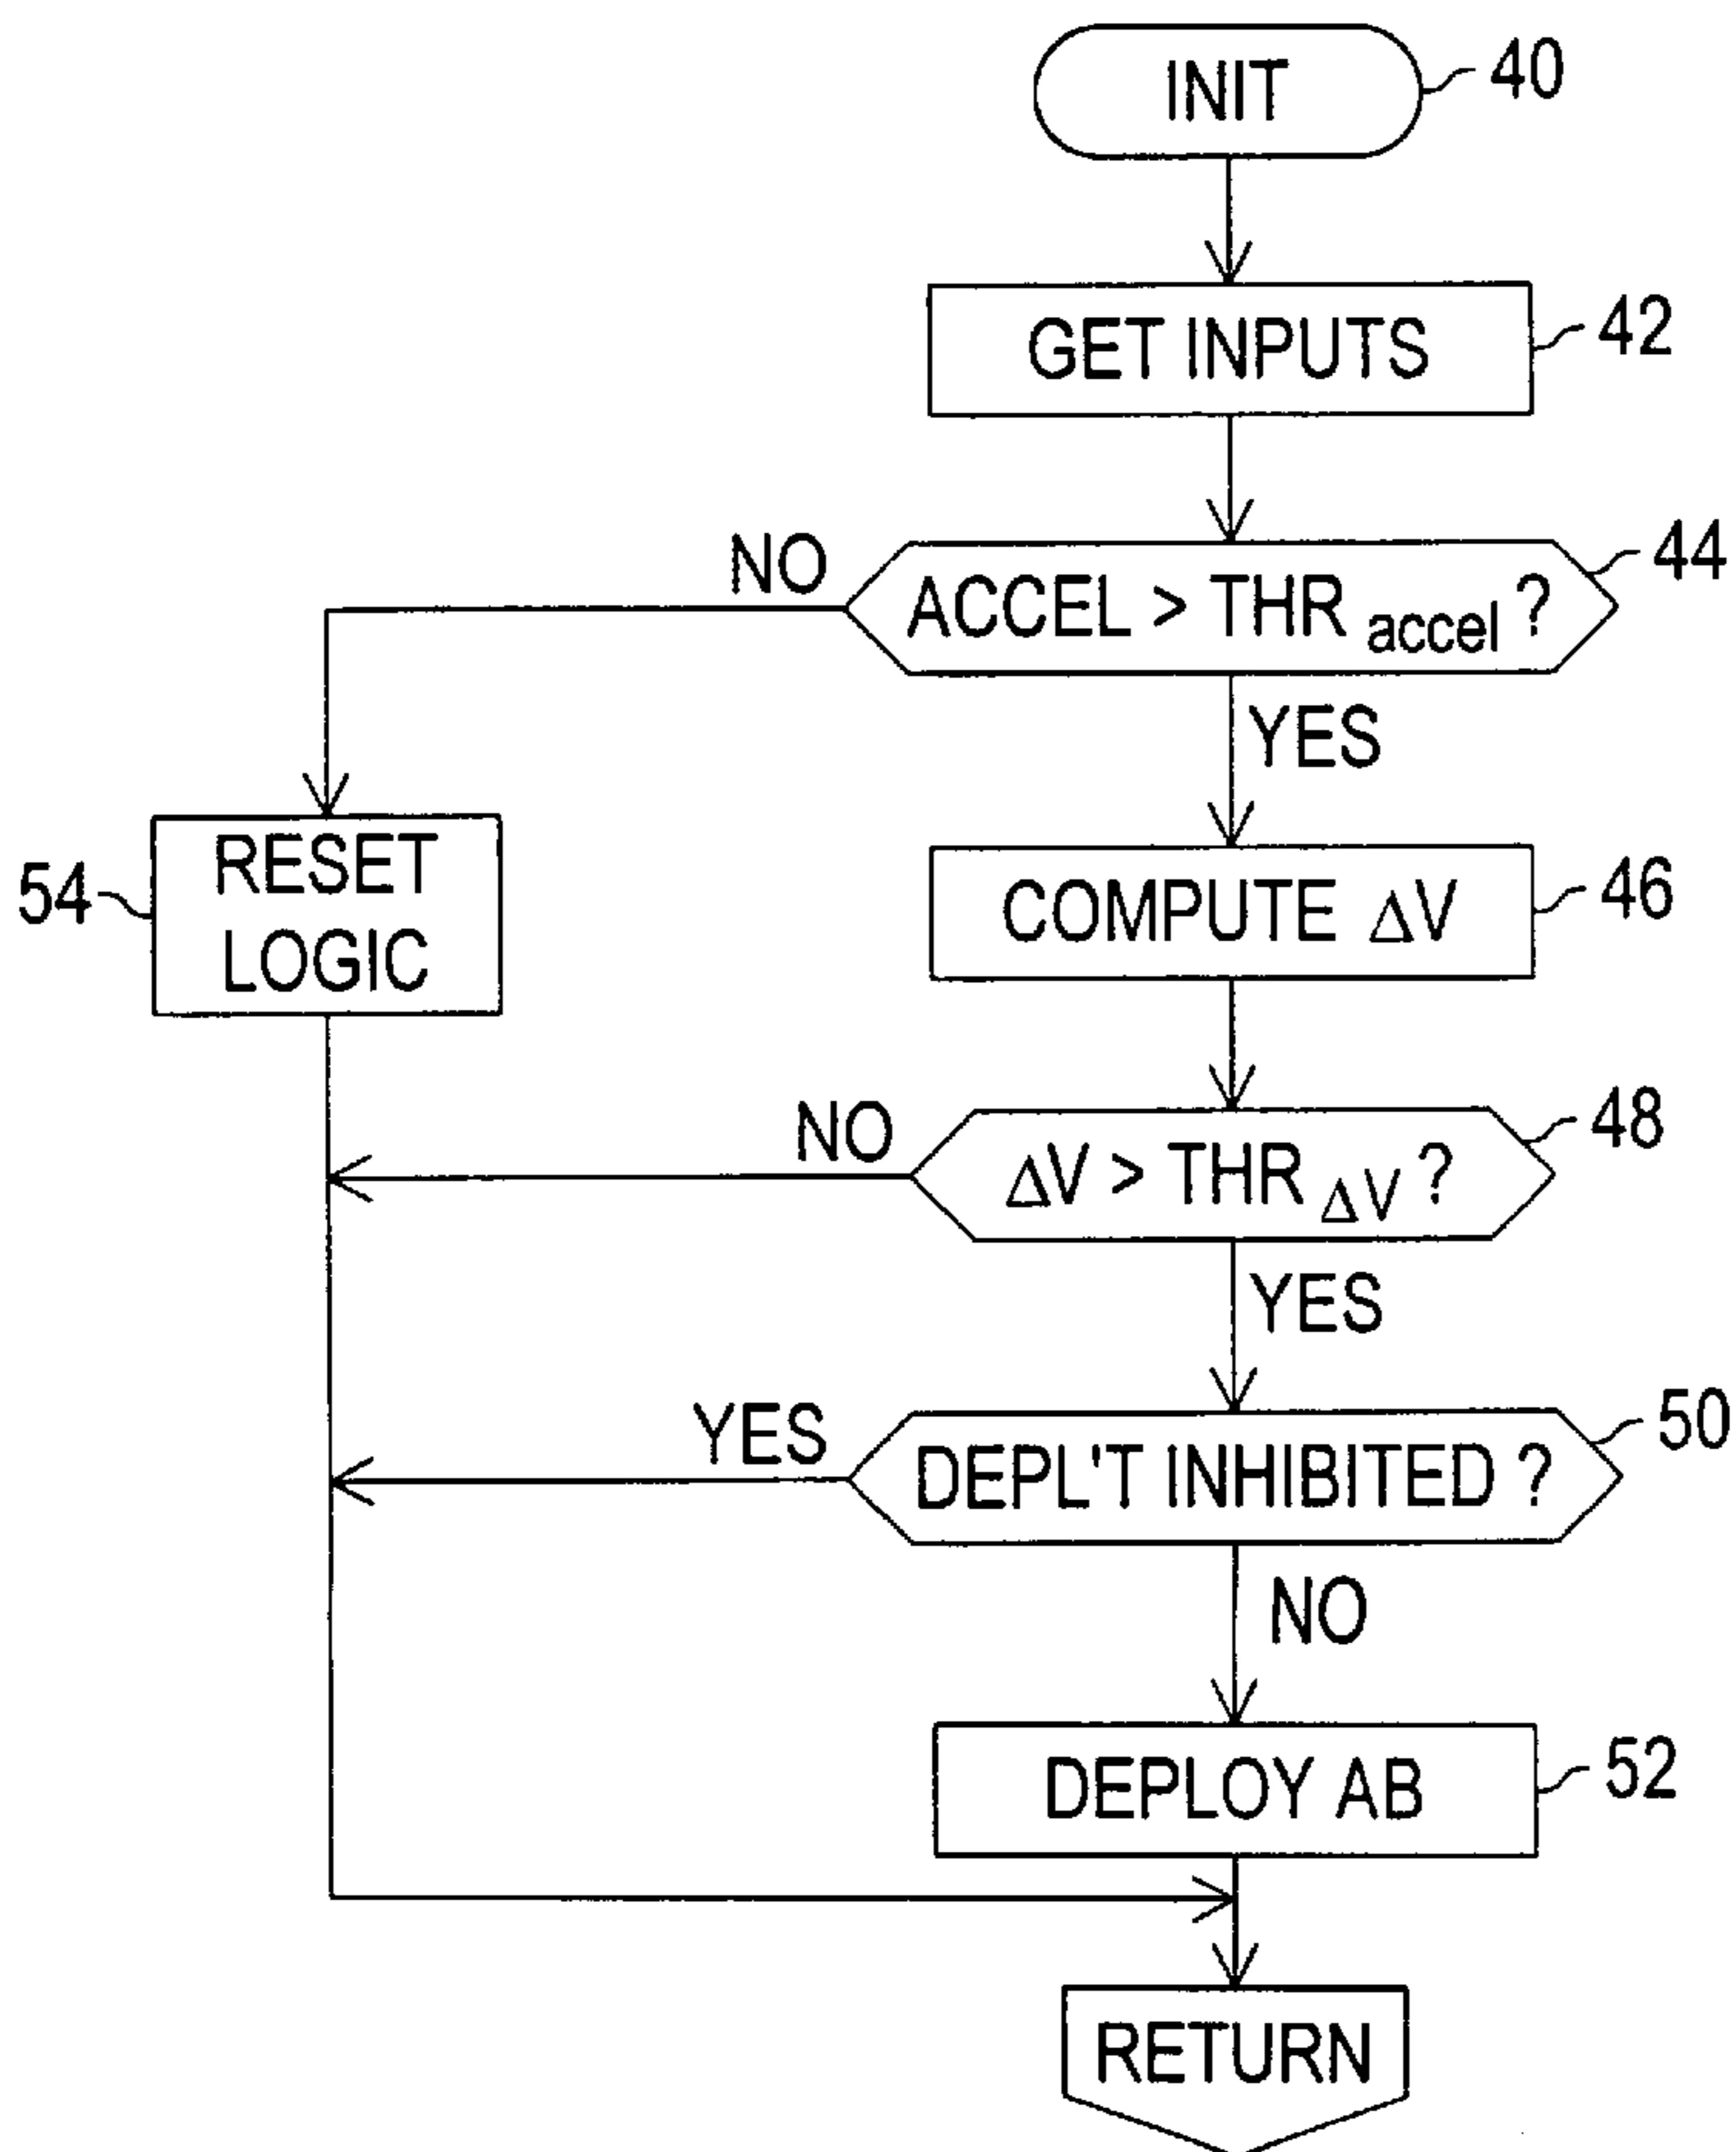 INIT
40
GET INPUTS
42
NO
ACCEL > THR accel ?
44
YES
RESET
LOGIC
54
COMPUTE ΔV
46
NO
ΔV > THR ΔV ?
48
YES
YES
DEPL'T INHIBITED ?
50
NO
DEPLOY AB
52
RETURN